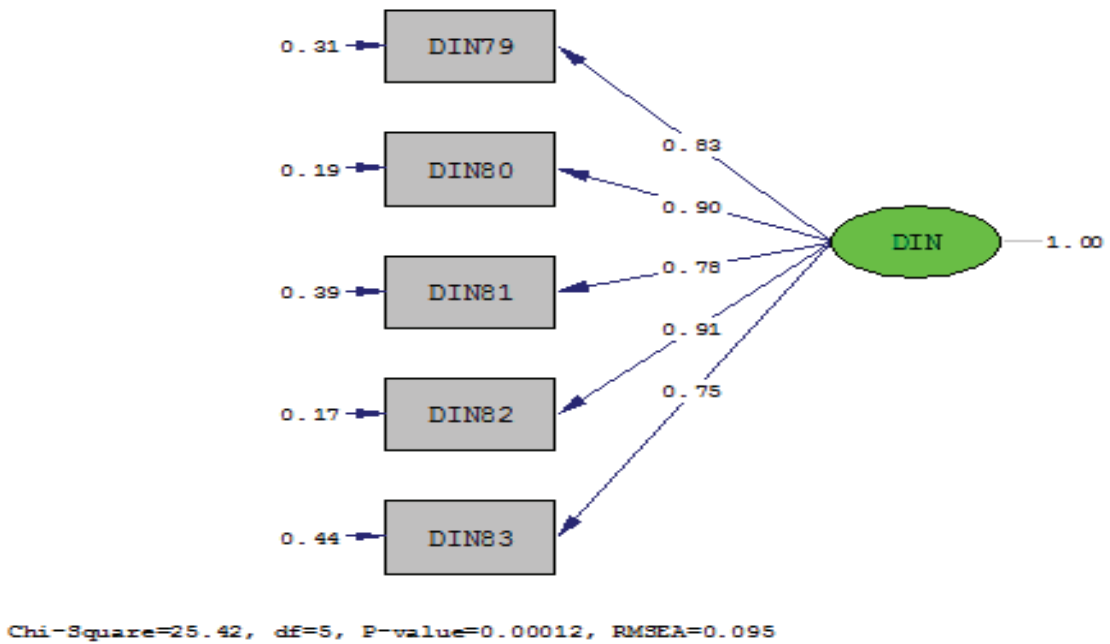 0.31
DIN79
0.83
0.19
DIN80
0.90
DIN
1.00
0.39
DIN81
0.78
0.91
0.17
DIN82
0.75
0.44
DIN83
Chi-Square=25.42, df=5, P-value=0.00012, RMSEA=0.095